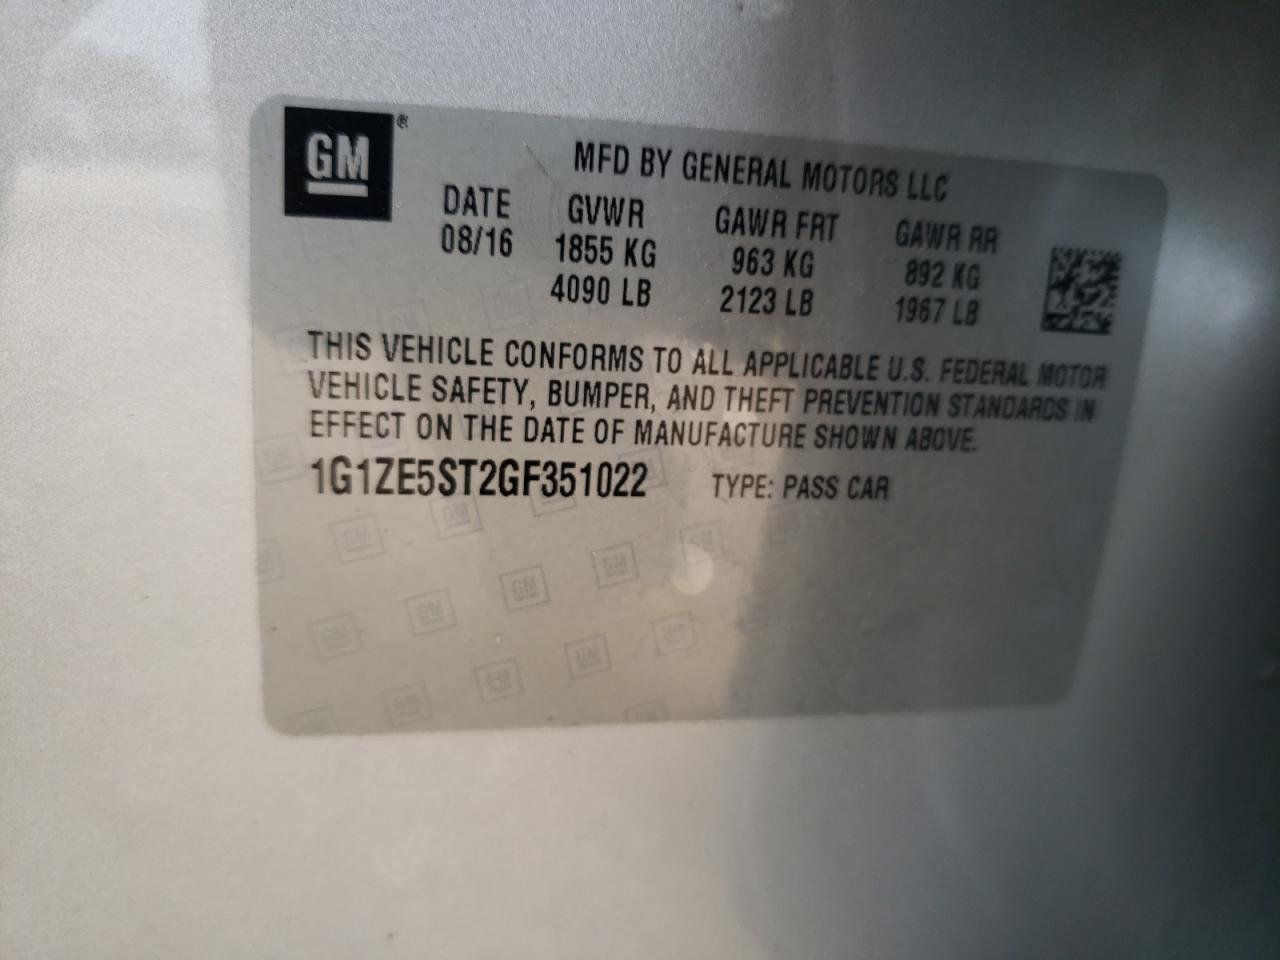 GM ®
MFD BY GENERAL MOTORS LLC
DATE GVWR GAWR FRT GAWR RR
08/16 1855 KG 963 KG 892 KG
4090 LB 2123 LB 1967 LB
THIS VEHICLE CONFORMS TO ALL APPLICABLE U.S. FEDERAL MOTOR
VEHICLE SAFETY, BUMPER, AND THEFT PREVENTION STANDARDS IN
EFFECT ON THE DATE OF MANUFACTURE SHOWN ABOVE.
1G1ZE5ST2GF351022 TYPE: PASS CAR